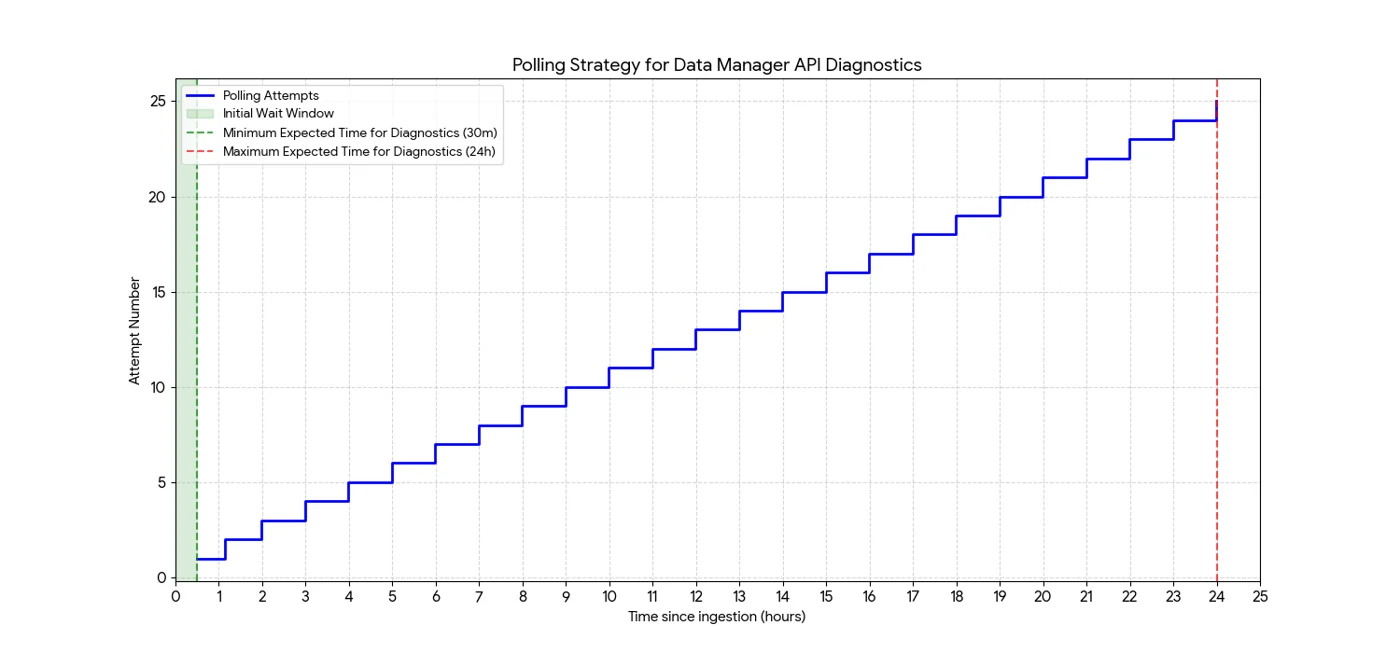 Polling Strategy for Data Manager API Diagnostics
Polling Attempts
Initial Wait Window
Minimum Expected Time for Diagnostics (30m)
Maximum Expected Time for Diagnostics (24h)
Attempt Number
25
20
15
10
5
0
0 1 2 3 4 5 6 7 8 9 10 11 12 13 14 15 16 17 18 19 20 21 22 23 24 25
Time since ingestion (hours)